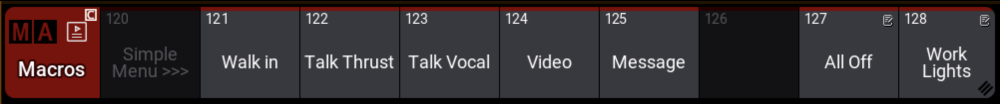 MA
C
Macros
120
Simple
Menu >>>
121
Walk in
122
Talk Thrust
123
Talk Vocal
124
Video
125
Message
126
127
All Off
128
Work
Lights